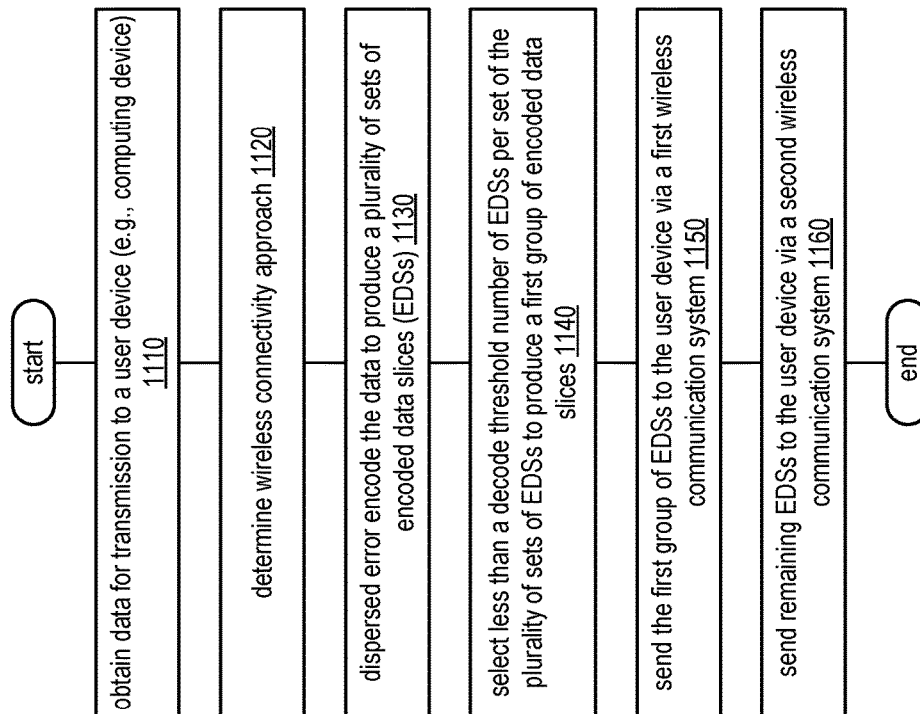 start
obtain data for transmission to a user device (e.g., computing device)
1110
determine wireless connectivity approach 1120
dispersed error encode the data to produce a plurality of sets of
encoded data slices (EDSs) 1130
select less than a decode threshold number of EDSs per set of the
plurality of sets of EDSs to produce a first group of encoded data
slices 1140
send the first group of EDSs to the user device via a first wireless
communication system 1150
send remaining EDSs to the user device via a second wireless
communication system 1160
end